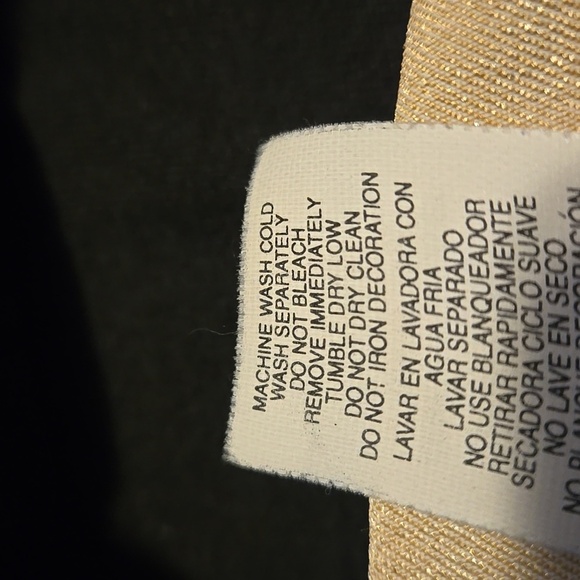 MACHINE WASH COLD
WASH SEPARATELY
DO NOT BLEACH
REMOVE IMMEDIATELY
TUMBLE DRY LOW
DO NOT DRY CLEAN
DO NOT IRON DECORATION
LAVAR EN LAVADORA CON
AGUA FRIA
LAVAR SEPARADO
NO USE BLANQUEADOR
RETIRAR RAPIDAMENTE
SECADORA CICLO SUAVE
NO LAVE EN SECO
NO